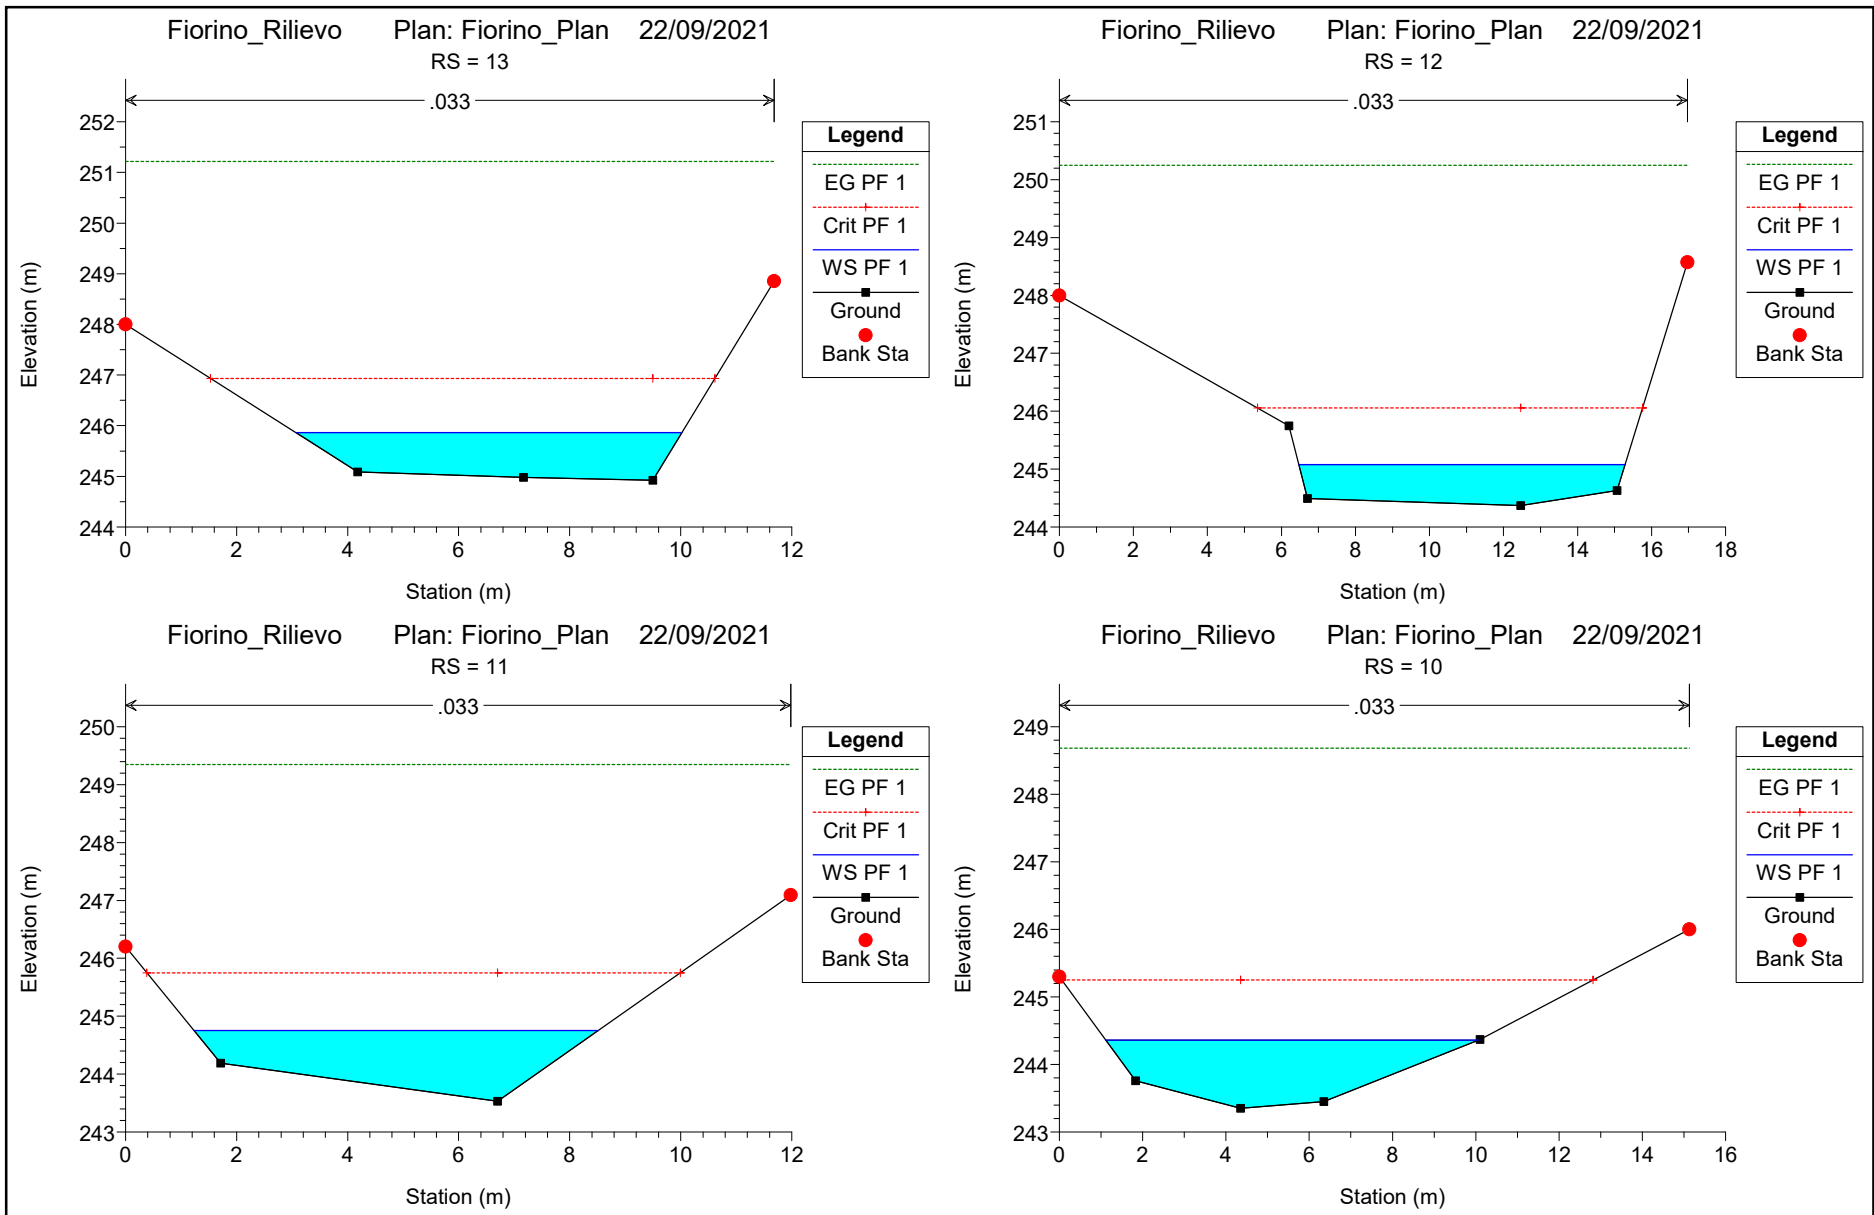 Fiorino_Rilievo Plan: Fiorino_Plan 22/09/2021
RS = 13
.033
252
251
250
249
248
247
246
245
244
Elevation (m)
0 2 4 6 8 10 12
Station (m)
Legend
EG PF 1
Crit PF 1
WS PF 1
Ground
Bank Sta
Fiorino_Rilievo Plan: Fiorino_Plan 22/09/2021
RS = 12
.033
251
250
249
248
247
246
245
244
Elevation (m)
0 2 4 6 8 10 12 14 16 18
Station (m)
Legend
EG PF 1
Crit PF 1
WS PF 1
Ground
Bank Sta
Fiorino_Rilievo Plan: Fiorino_Plan 22/09/2021
RS = 11
.033
250
249
248
247
246
245
244
243
Elevation (m)
0 2 4 6 8 10 12
Station (m)
Legend
EG PF 1
Crit PF 1
WS PF 1
Ground
Bank Sta
Fiorino_Rilievo Plan: Fiorino_Plan 22/09/2021
RS = 10
.033
249
248
247
246
245
244
243
Elevation (m)
0 2 4 6 8 10 12 14 16
Station (m)
Legend
EG PF 1
Crit PF 1
WS PF 1
Ground
Bank Sta